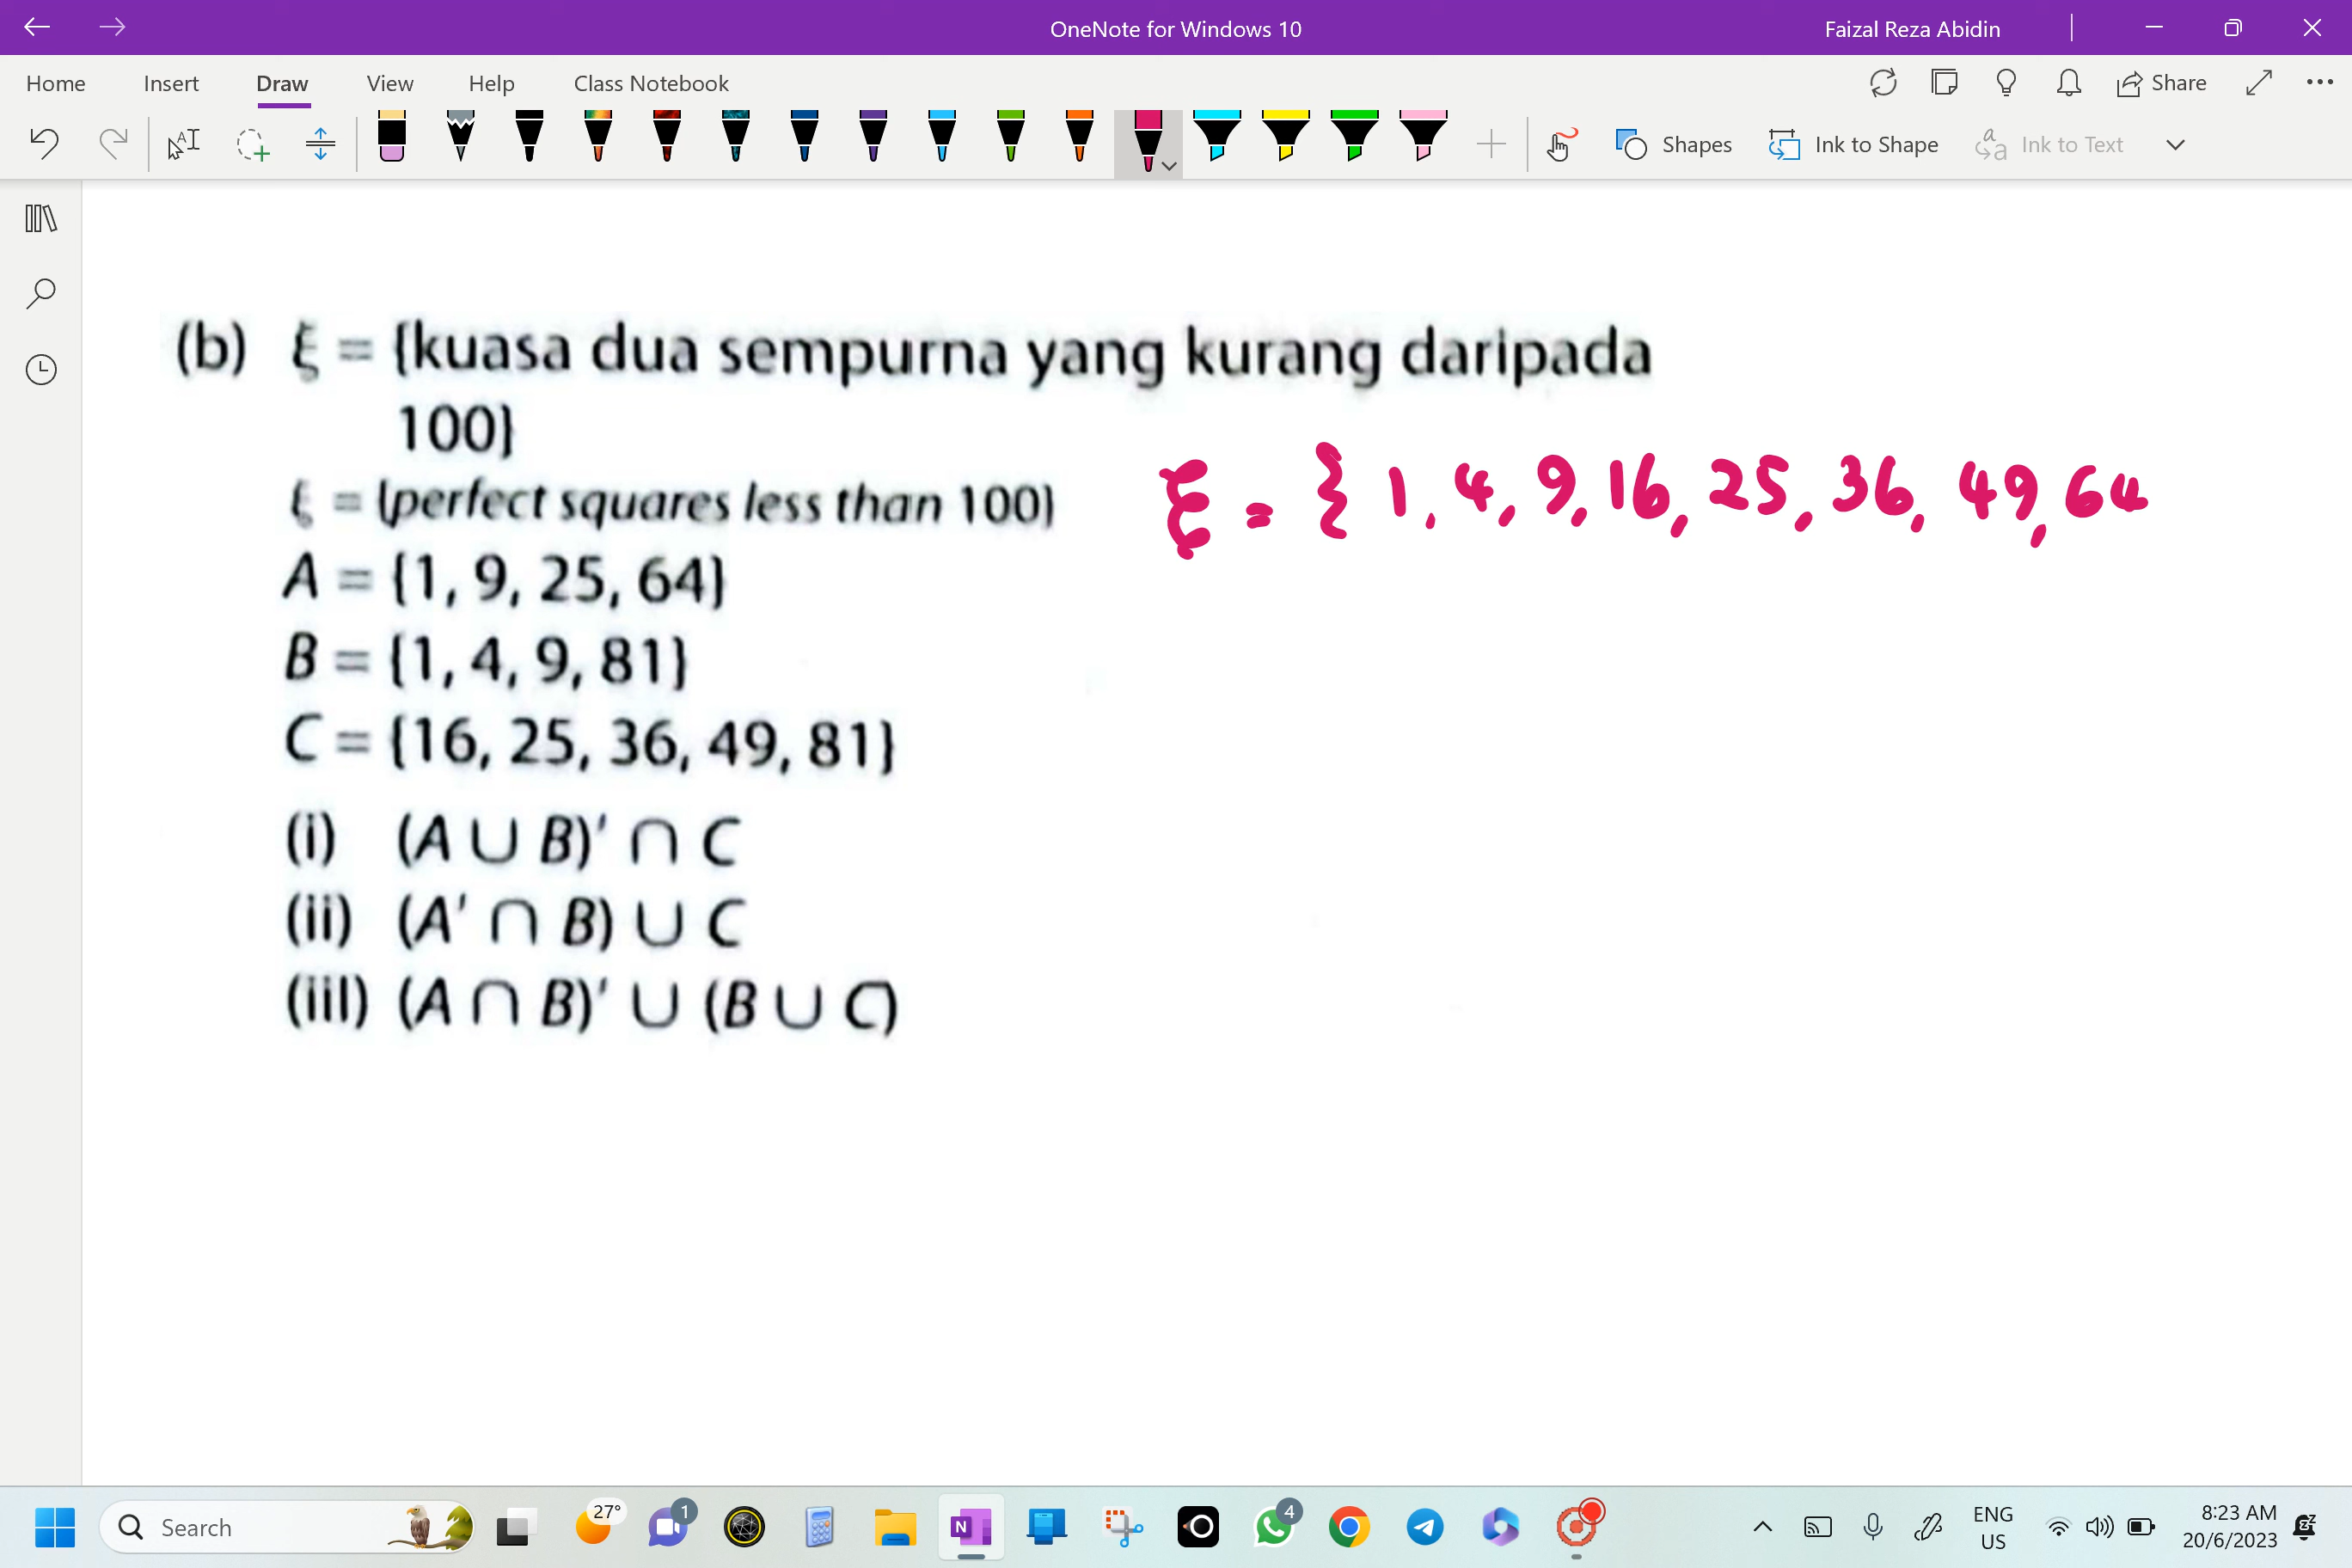 OneNote for Windows 10
Faizal Reza Abidin
Home Insert Draw View Help Class Notebook
Share
Shapes Ink to Shape Ink to Text
(b) ξ = {kuasa dua sempurna yang kurang daripada
100}
ξ = {perfect squares less than 100}
ξ = { 1, 4, 9, 16, 25, 36, 49, 64
A = {1, 9, 25, 64}
B = {1, 4, 9, 81}
C = {16, 25, 36, 49, 81}
(i) (A ∪ B)′ ∩ C
(ii) (A′ ∩ B) ∪ C
(iii) (A ∩ B)′ ∪ (B ∪ C)
Search
27°
1
4
ENG
US
8:23 AM
20/6/2023